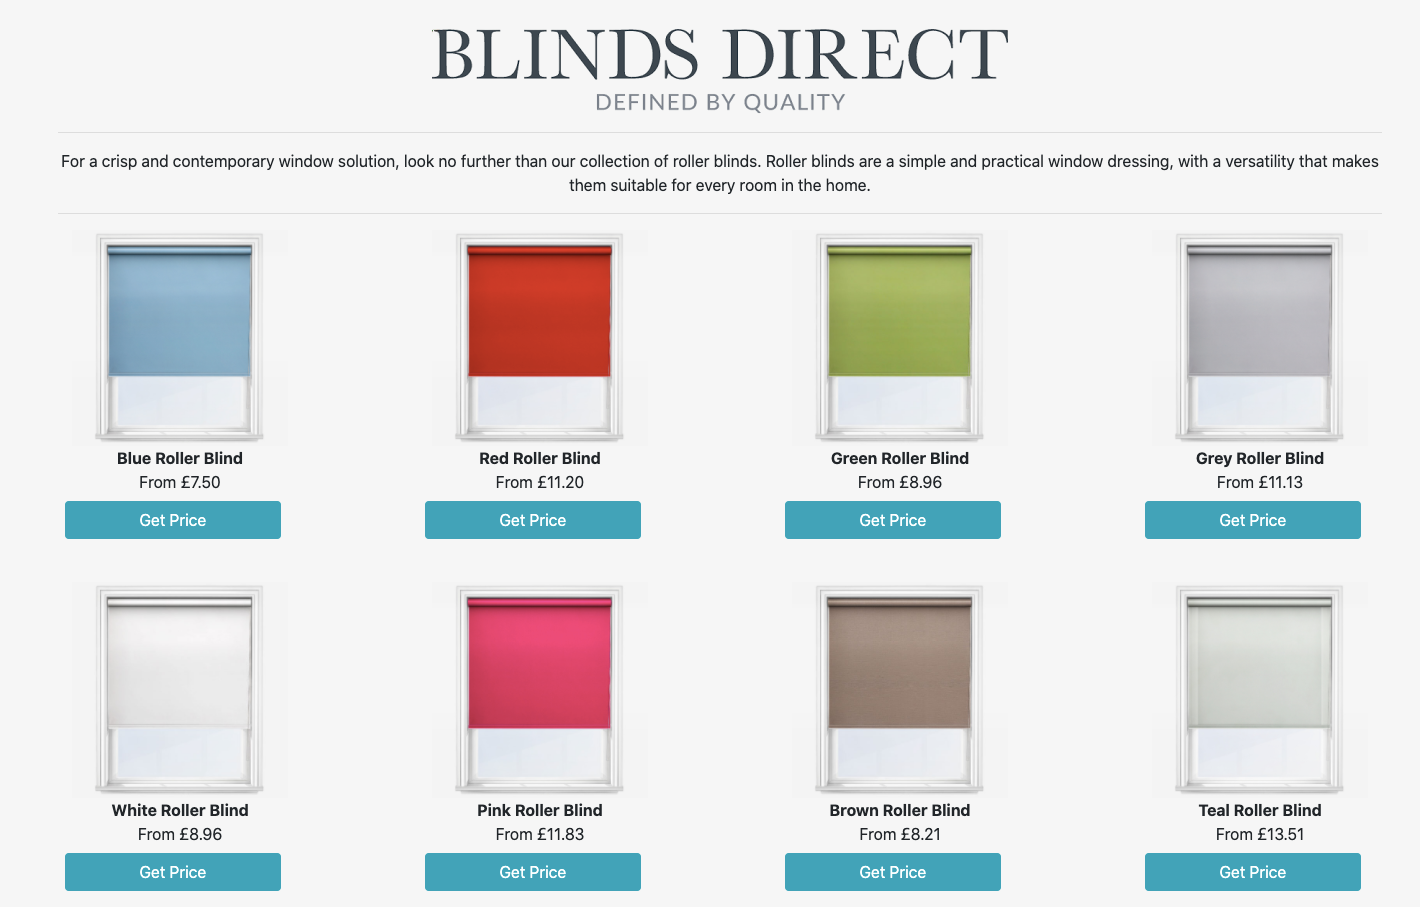 BLINDS DIRECT
DEFINED BY QUALITY
For a crisp and contemporary window solution, look no further than our collection of roller blinds. Roller blinds are a simple and practical window dressing, with a versatility that makes
them suitable for every room in the home.
Blue Roller Blind
From £7.50
Get Price
Red Roller Blind
From £11.20
Get Price
Green Roller Blind
From £8.96
Get Price
Grey Roller Blind
From £11.13
Get Price
White Roller Blind
From £8.96
Get Price
Pink Roller Blind
From £11.83
Get Price
Brown Roller Blind
From £8.21
Get Price
Teal Roller Blind
From £13.51
Get Price